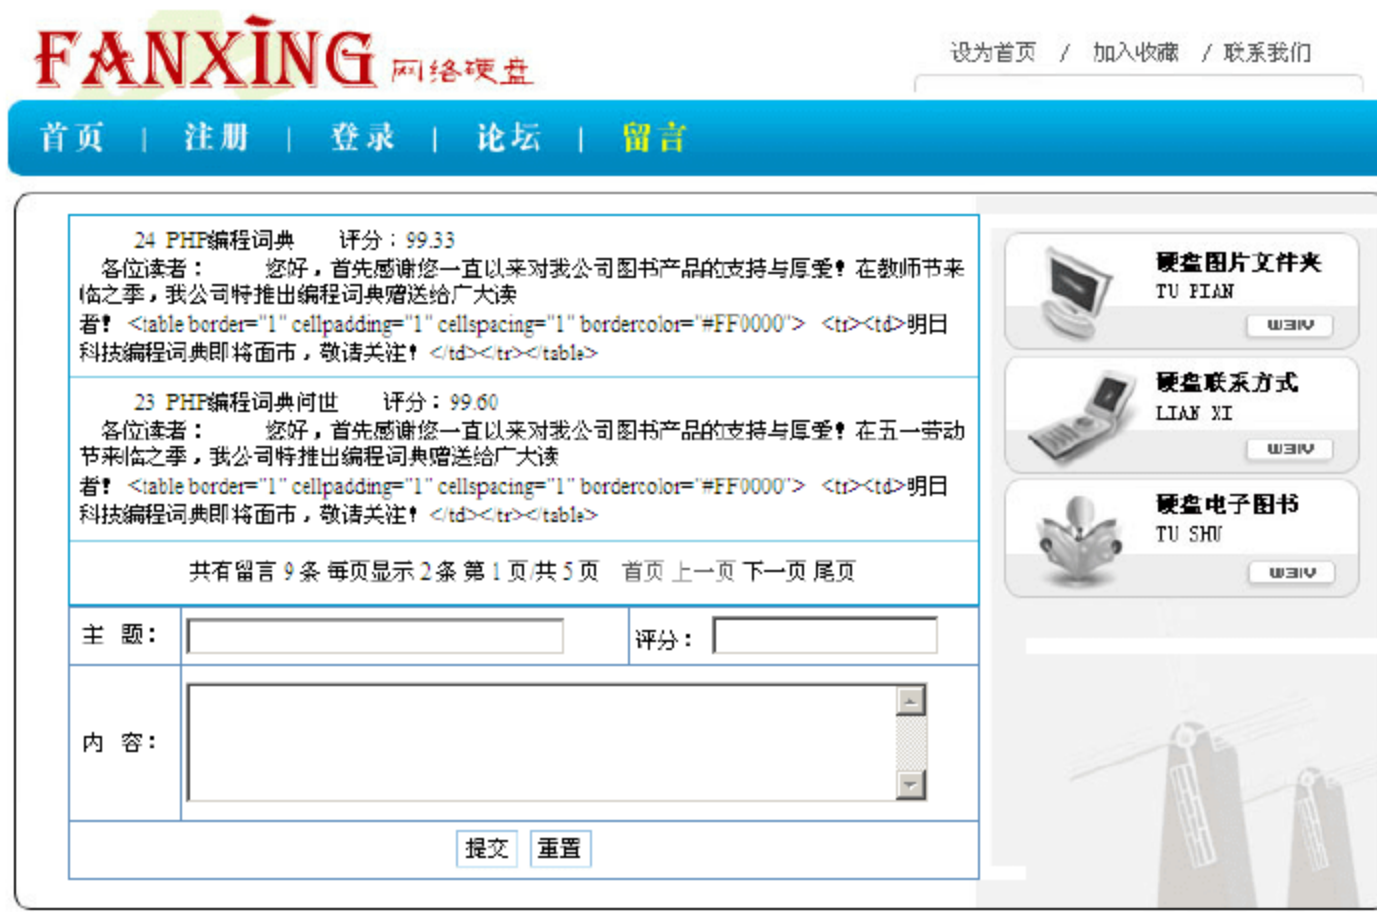 FANXING 网络硬盘
设为首页 / 加入收藏 / 联系我们
首页 | 注册 | 登录 | 论坛 | 留言
24 PHP编程词典 评分：99.33
各位读者： 您好，首先感谢您一直以来对我公司图书产品的支持与厚爱！在教师节来
临之季，我公司特推出编程词典赠送给广大读
者！ <table border="1" cellpadding="1" cellspacing="1" bordercolor="#FF0000"> <tr><td>明日
科技编程词典即将面市，敬请关注！</td></tr></table>
23 PHP编程词典问世 评分：99.60
各位读者： 您好，首先感谢您一直以来对我公司图书产品的支持与厚爱！在五一劳动
节来临之季，我公司特推出编程词典赠送给广大读
者！ <table border="1" cellpadding="1" cellspacing="1" bordercolor="#FF0000"> <tr><td>明日
科技编程词典即将面市，敬请关注！</td></tr></table>
共有留言 9 条 每页显示 2 条 第 1 页/共 5 页 首页 上一页 下一页 尾页
主 题：
评分：
内 容：
提交 重置
硬盘图片文件夹
TU PIAN
VIEW
硬盘联系方式
LIAN XI
VIEW
硬盘电子图书
TU SHU
VIEW